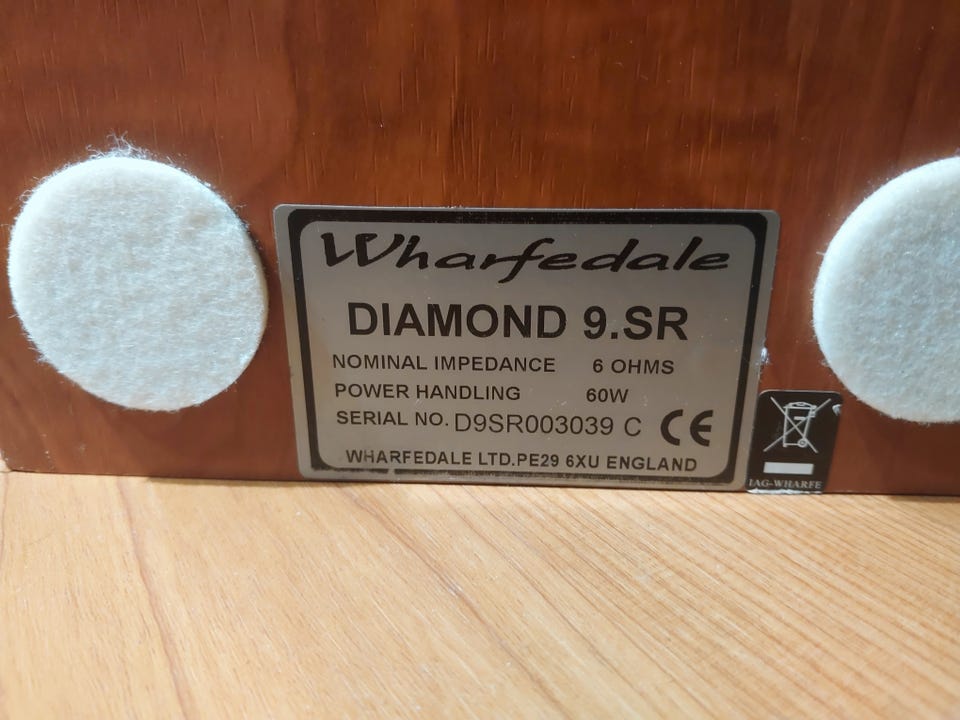 Wharfedale
DIAMOND 9.SR
NOMINAL IMPEDANCE 6 OHMS
POWER HANDLING 60W
SERIAL NO. D9SR003039 C CE
WHARFEDALE LTD.PE29 6XU ENGLAND
IAG-WHARFE